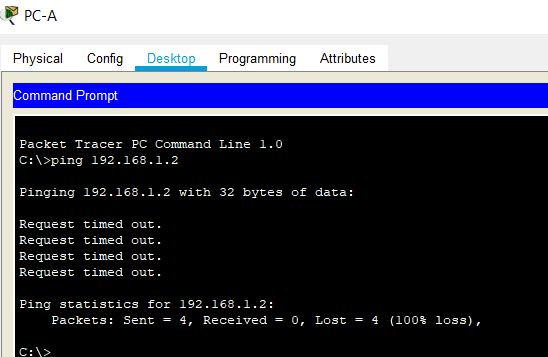 PC-A
Physical Config Desktop Programming Attributes
Command Prompt
Packet Tracer PC Command Line 1.0
C:\>ping 192.168.1.2
Pinging 192.168.1.2 with 32 bytes of data:
Request timed out.
Request timed out.
Request timed out.
Request timed out.
Ping statistics for 192.168.1.2:
Packets: Sent = 4, Received = 0, Lost = 4 (100% loss),
C:\>